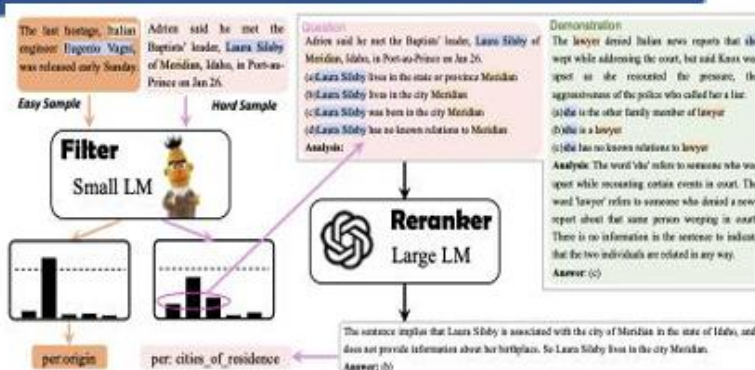 The last hostage, Italian
engineer Eugenio Vagni,
was released early Sunday.
Adrien said he met the
Baptists' leader, Laura Silsby
of Meridian, Idaho, in Port-au-
Prince on Jan 26.
Easy Sample
Hard Sample
Filter
Small LM
per:origin
per: cities_of_residence
Question
Adrien said he met the Baptists' leader, Laura Silsby of
Meridian, Idaho, in Port-au-Prince on Jan 26.
(a)Laura Silsby lives in the state or province Meridian
(b)Laura Silsby lives in the city Meridian
(c)Laura Silsby was born in the city Meridian
(d)Laura Silsby has no known relations to Meridian
Analysis:
Reranker
Large LM
Demonstration
The lawyer denied Italian news reports that she
wept while addressing the court, but said Knox was
upset as she recounted the pressure, the
aggressiveness of the police who called her a liar.
(a)she is the other family member of lawyer
(b)she is a lawyer
(c)she has no known relations to lawyer
Analysis: The word 'she' refers to someone who was
upset while recounting certain events in court. The
word 'lawyer' refers to someone who denied a news
report about that same person weeping in court.
There is no information in the sentence to indicate
that the two individuals are related in any way.
Answer: (c)
The sentence implies that Laura Silsby is associated with the city of Meridian in the state of Idaho, and
does not provide information about her birthplace. So Laura Silsby lives in the city Meridian.
Answer: (b)